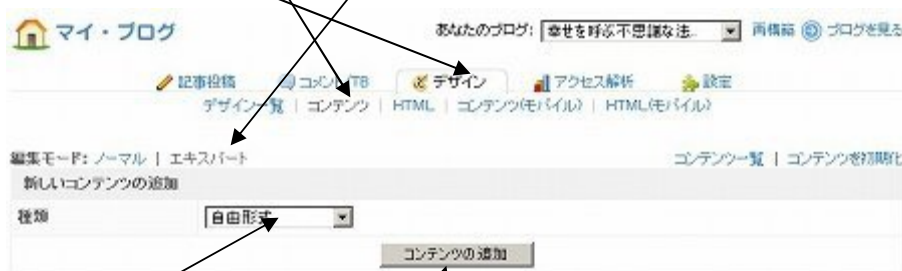 マイ・ブログ
あなたのブログ: 幸せを呼ぶ不思議な法.. 再構築 ブログを見る
記事投稿 コメント/TB デザイン アクセス解析 設定
デザイン一覧 | コンテンツ | HTML | コンテンツ(モバイル) | HTML(モバイル)
編集モード: ノーマル | エキスパート コンテンツ一覧 | コンテンツを初期化
新しいコンテンツの追加
種類 自由形式
コンテンツの追加